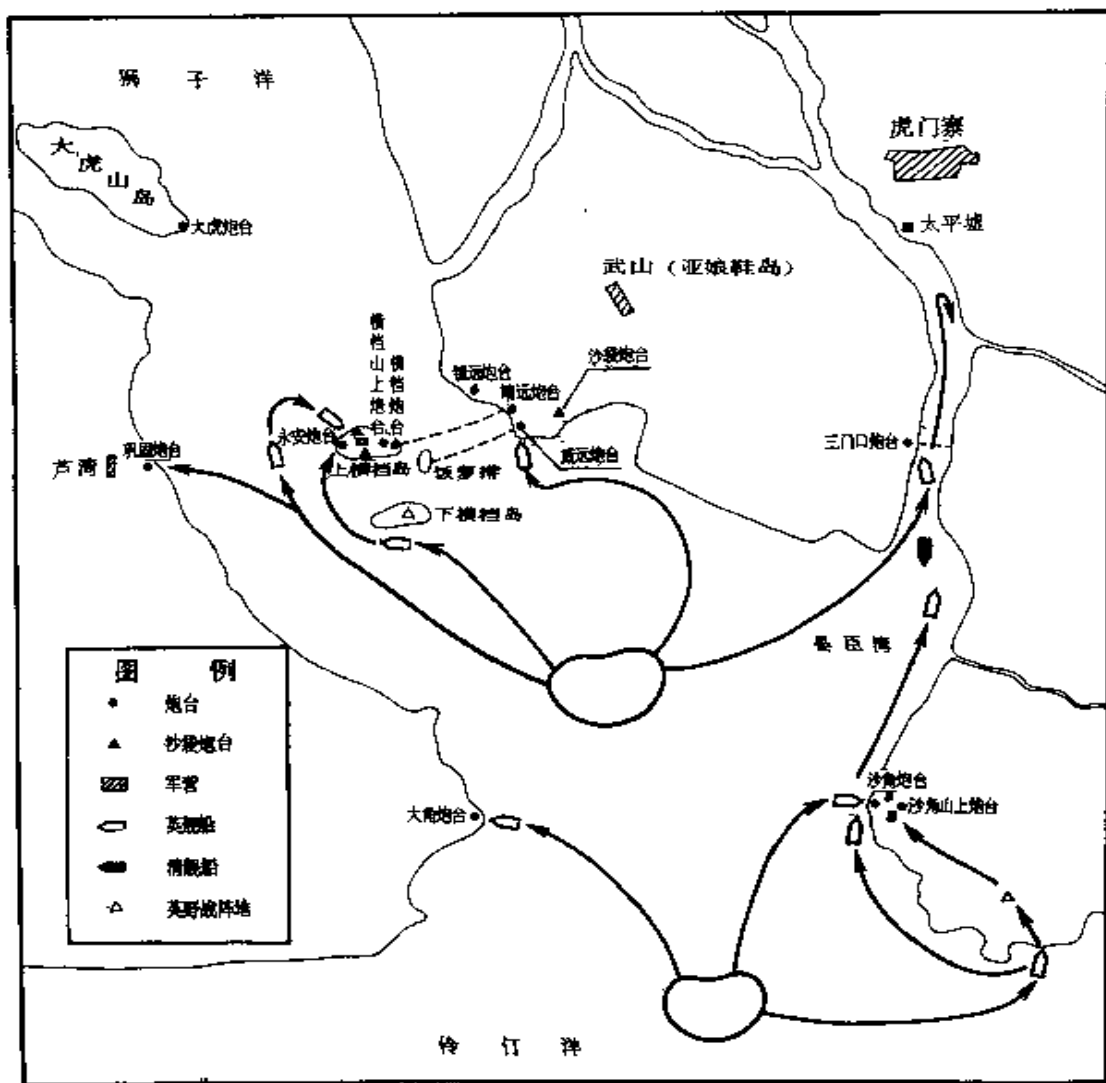 狮子洋
虎门寨
大虎山岛
大虎炮台
太平墟
武山（亚娘鞋岛）
横档山上炮台
横档炮台
镇远炮台
靖远炮台
沙袋炮台
永安炮台
三门口炮台
巩固炮台
芦湾
上横档岛
饭箩排
威远炮台
下横档岛
晏臣湾
图例
炮台
沙袋炮台
军营
英舰船
清舰船
英野战阵地
沙角炮台
沙角山上炮台
大角炮台
伶仃洋